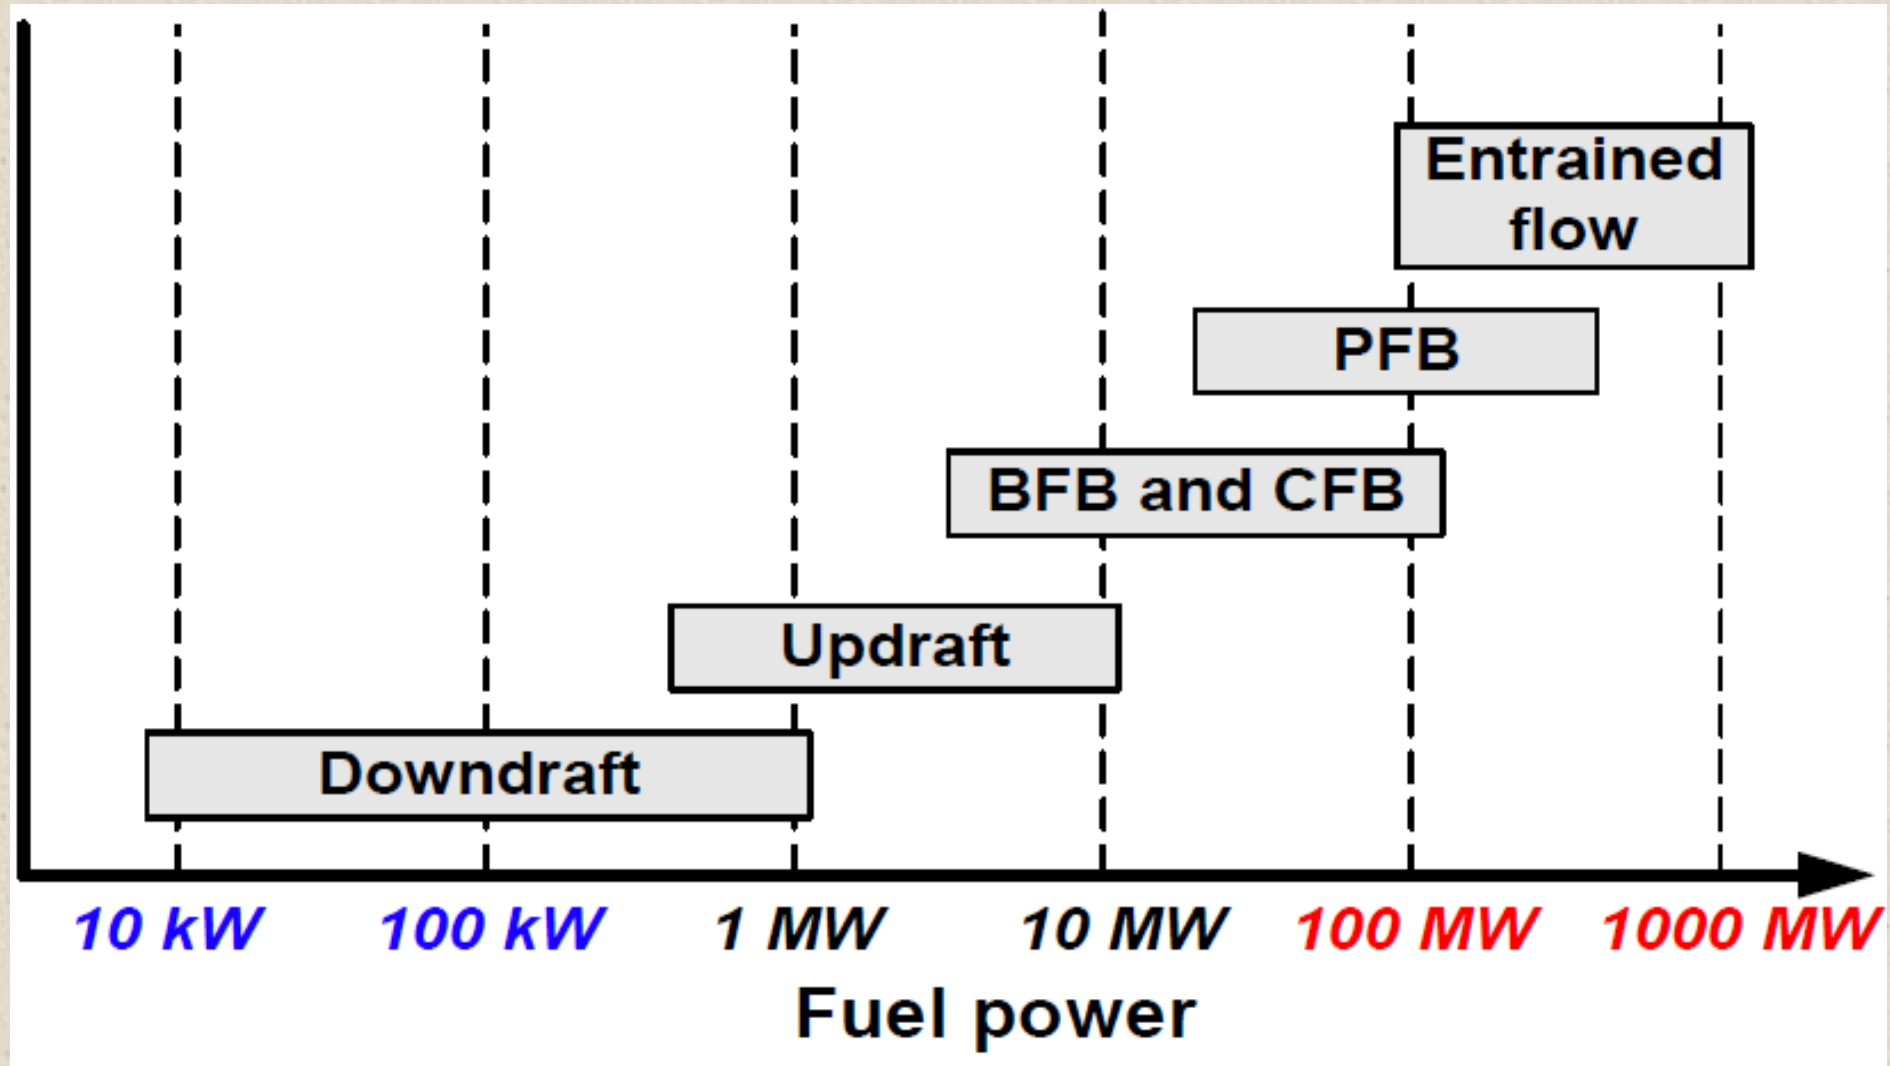 Entrained
flow
PFB
BFB and CFB
Updraft
Downdraft
10 kW 100 kW 1 MW 10 MW 100 MW 1000 MW
Fuel power